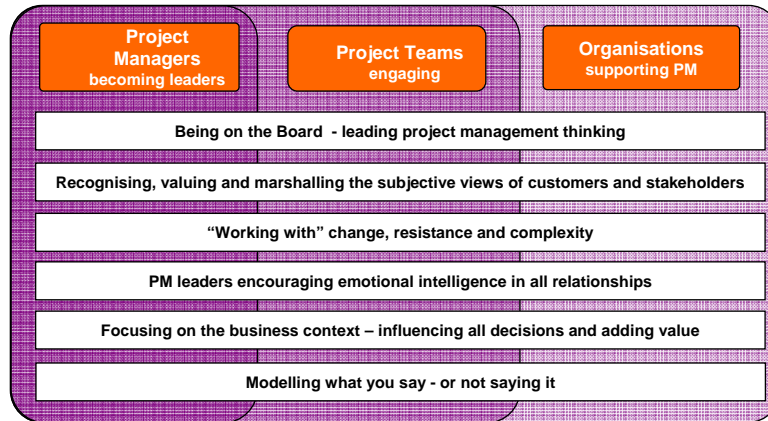 Project
Managers
becoming leaders
Project Teams
engaging
Organisations
supporting PM
Being on the Board - leading project management thinking
Recognising, valuing and marshalling the subjective views of customers and stakeholders
“Working with” change, resistance and complexity
PM leaders encouraging emotional intelligence in all relationships
Focusing on the business context – influencing all decisions and adding value
Modelling what you say - or not saying it